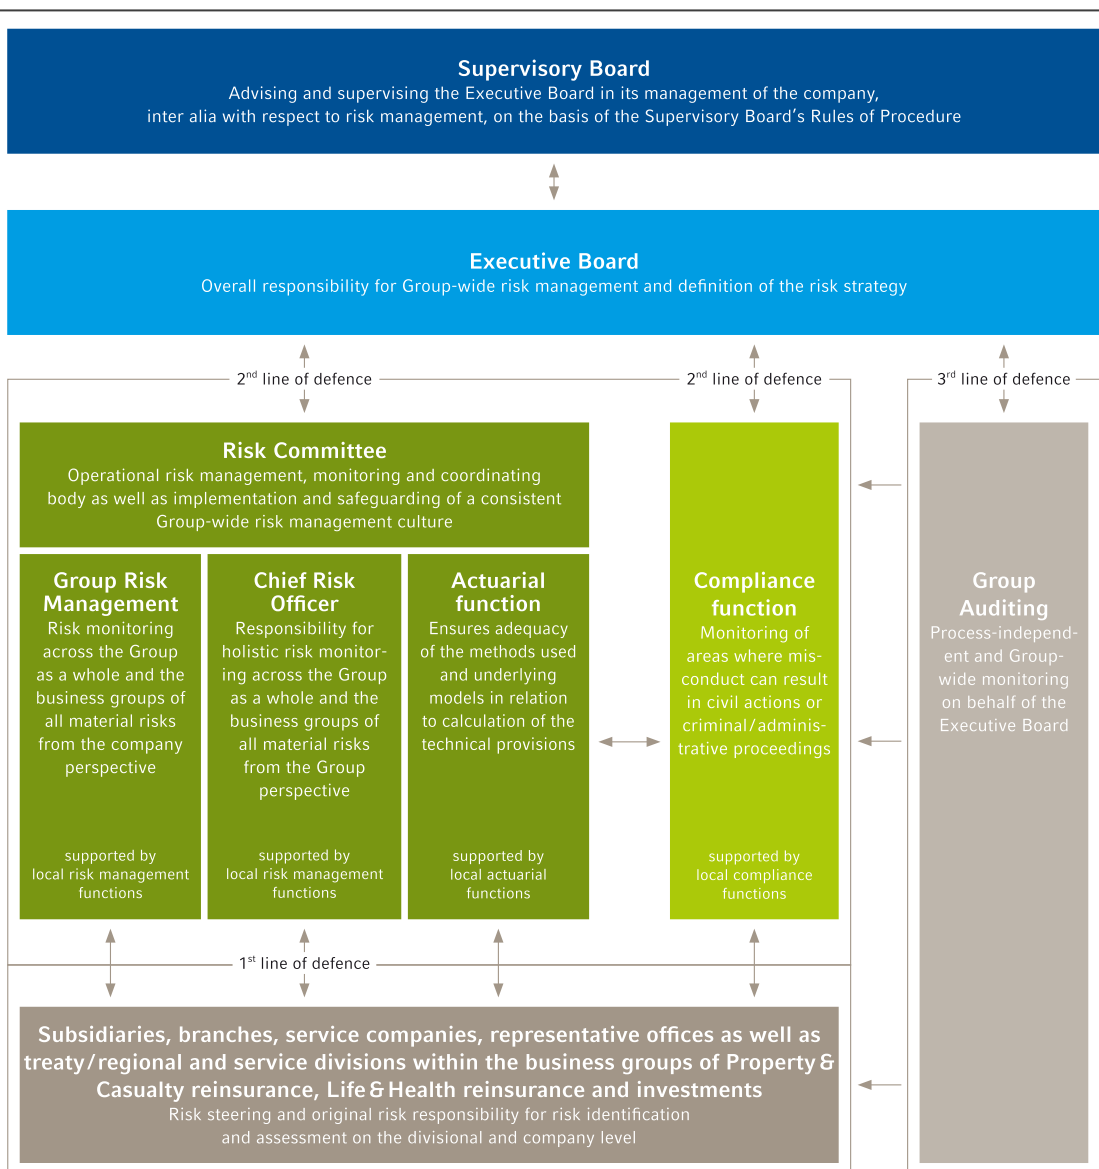 Supervisory Board
Advising and supervising the Executive Board in its management of the company,
inter alia with respect to risk management, on the basis of the Supervisory Board’s Rules of Procedure
Executive Board
Overall responsibility for Group-wide risk management and definition of the risk strategy
2nd line of defence
2nd line of defence
3rd line of defence
Risk Committee
Operational risk management, monitoring and coordinating
body as well as implementation and safeguarding of a consistent
Group-wide risk management culture
Group Risk
Management
Risk monitoring
across the Group
as a whole and the
business groups of
all material risks
from the company
perspective
supported by
local risk management
functions
Chief Risk
Officer
Responsibility for
holistic risk monitor-
ing across the Group
as a whole and the
business groups of
all material risks
from the Group
perspective
supported by
local risk management
functions
Actuarial
function
Ensures adequacy
of the methods used
and underlying
models in relation
to calculation of the
technical provisions
supported by
local actuarial
functions
Compliance
function
Monitoring of
areas where mis-
conduct can result
in civil actions or
criminal/adminis-
trative proceedings
supported by
local compliance
functions
Group
Auditing
Process-independ-
ent and Group-
wide monitoring
on behalf of the
Executive Board
1st line of defence
Subsidiaries, branches, service companies, representative offices as well as
treaty/regional and service divisions within the business groups of Property &
Casualty reinsurance, Life & Health reinsurance and investments
Risk steering and original risk responsibility for risk identification
and assessment on the divisional and company level